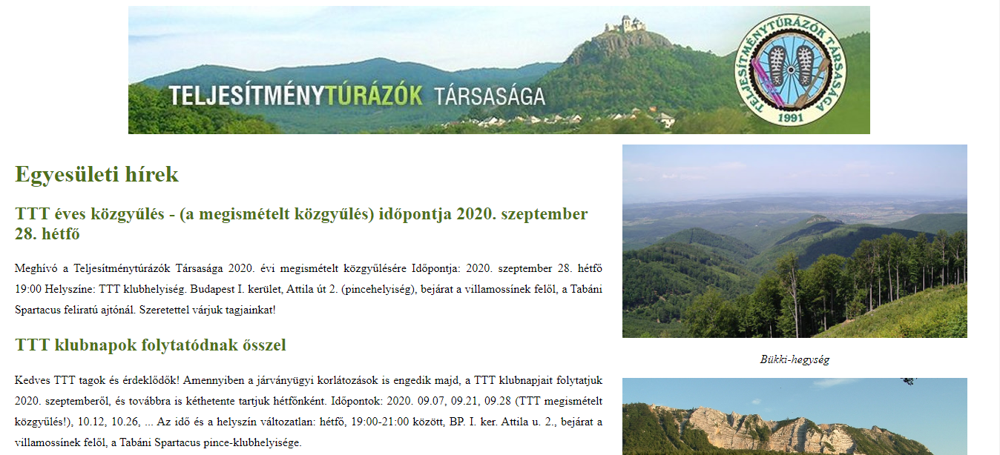 TELJESÍTMÉNYTÚRÁZÓK TÁRSASÁGA
TELJESÍTMÉNYTÚRÁZÓK TÁRSASÁGA
1991
Egyesületi hírek
TTT éves közgyűlés - (a megismételt közgyűlés) időpontja 2020. szeptember
28. hétfő
Meghívó a Teljesítménytúrázók Társasága 2020. évi megismételt közgyűlésére Időpontja: 2020. szeptember 28. hétfő
19:00 Helyszíne: TTT klubhelyiség. Budapest I. kerület, Attila út 2. (pincehelyiség), bejárat a villamossínek felől, a Tabáni
Spartacus feliratú ajtónál. Szeretettel várjuk tagjainkat!
TTT klubnapok folytatódnak ősszel
Kedves TTT tagok és érdeklődők! Amennyiben a járványügyi korlátozások is engedik majd, a TTT klubnapjait folytatjuk
2020. szeptemberől, és továbbra is kéthetente tartjuk hétfőnként. Időpontok: 2020. 09.07, 09.21, 09.28 (TTT megismételt
közgyűlés!), 10.12, 10.26, ... Az idő és a helyszín változatlan: hétfő, 19:00-21:00 között, BP. I. ker. Attila u. 2., bejárat a
villamossínek felől, a Tabáni Spartacus pince-klubhelyisége.
Bükki-hegység